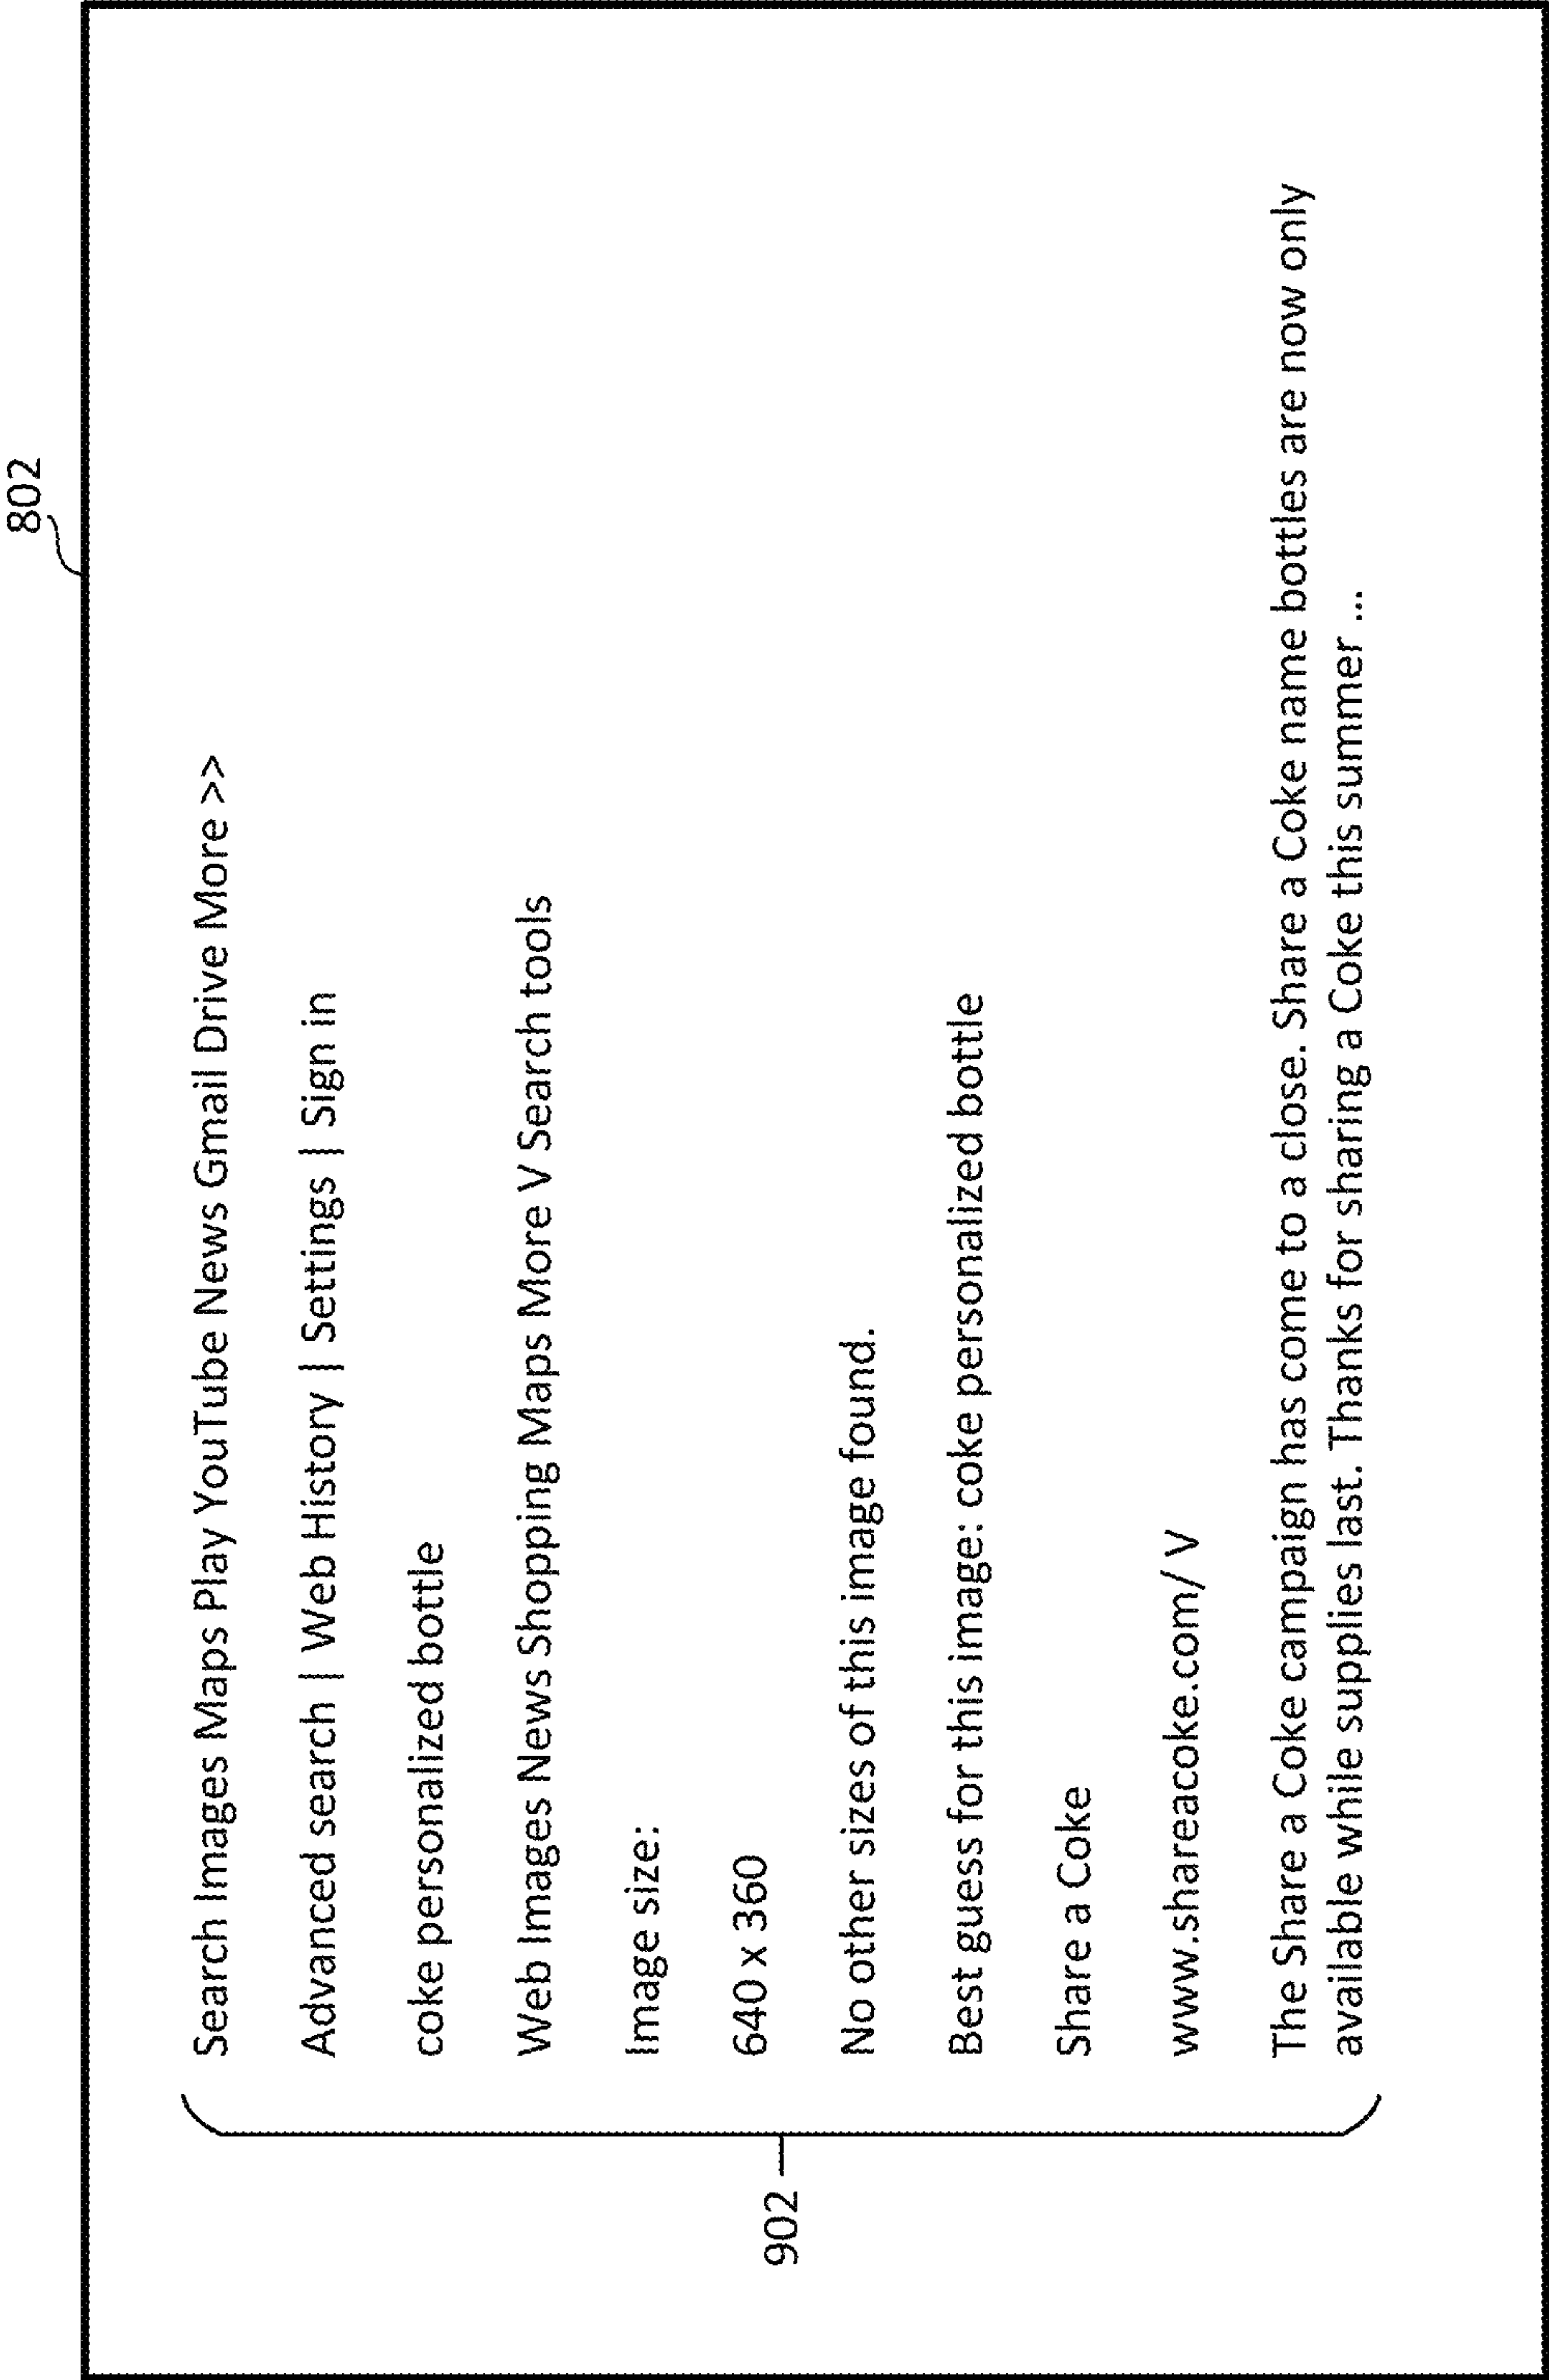 802
Search Images Maps Play YouTube News Gmail Drive More >>
Advanced search | Web History | Settings | Sign in
coke personalized bottle
Web Images News Shopping Maps More V Search tools
Image size:
640 x 360
No other sizes of this image found.
Best guess for this image: coke personalized bottle
Share a Coke
www.shareacoke.com/ V
The Share a Coke campaign has come to a close. Share a Coke name bottles are now only
available while supplies last. Thanks for sharing a Coke this summer ...
902